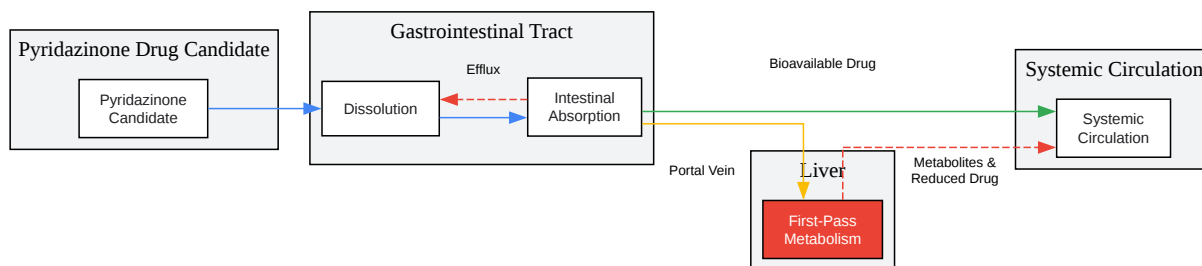 Pyridazinone Drug Candidate
Pyridazinone
Candidate
Gastrointestinal Tract
Efflux
Dissolution
Intestinal
Absorption
Bioavailable Drug
Portal Vein
Liver
First-Pass
Metabolism
Metabolites &
Reduced Drug
Systemic Circulation
Systemic
Circulation